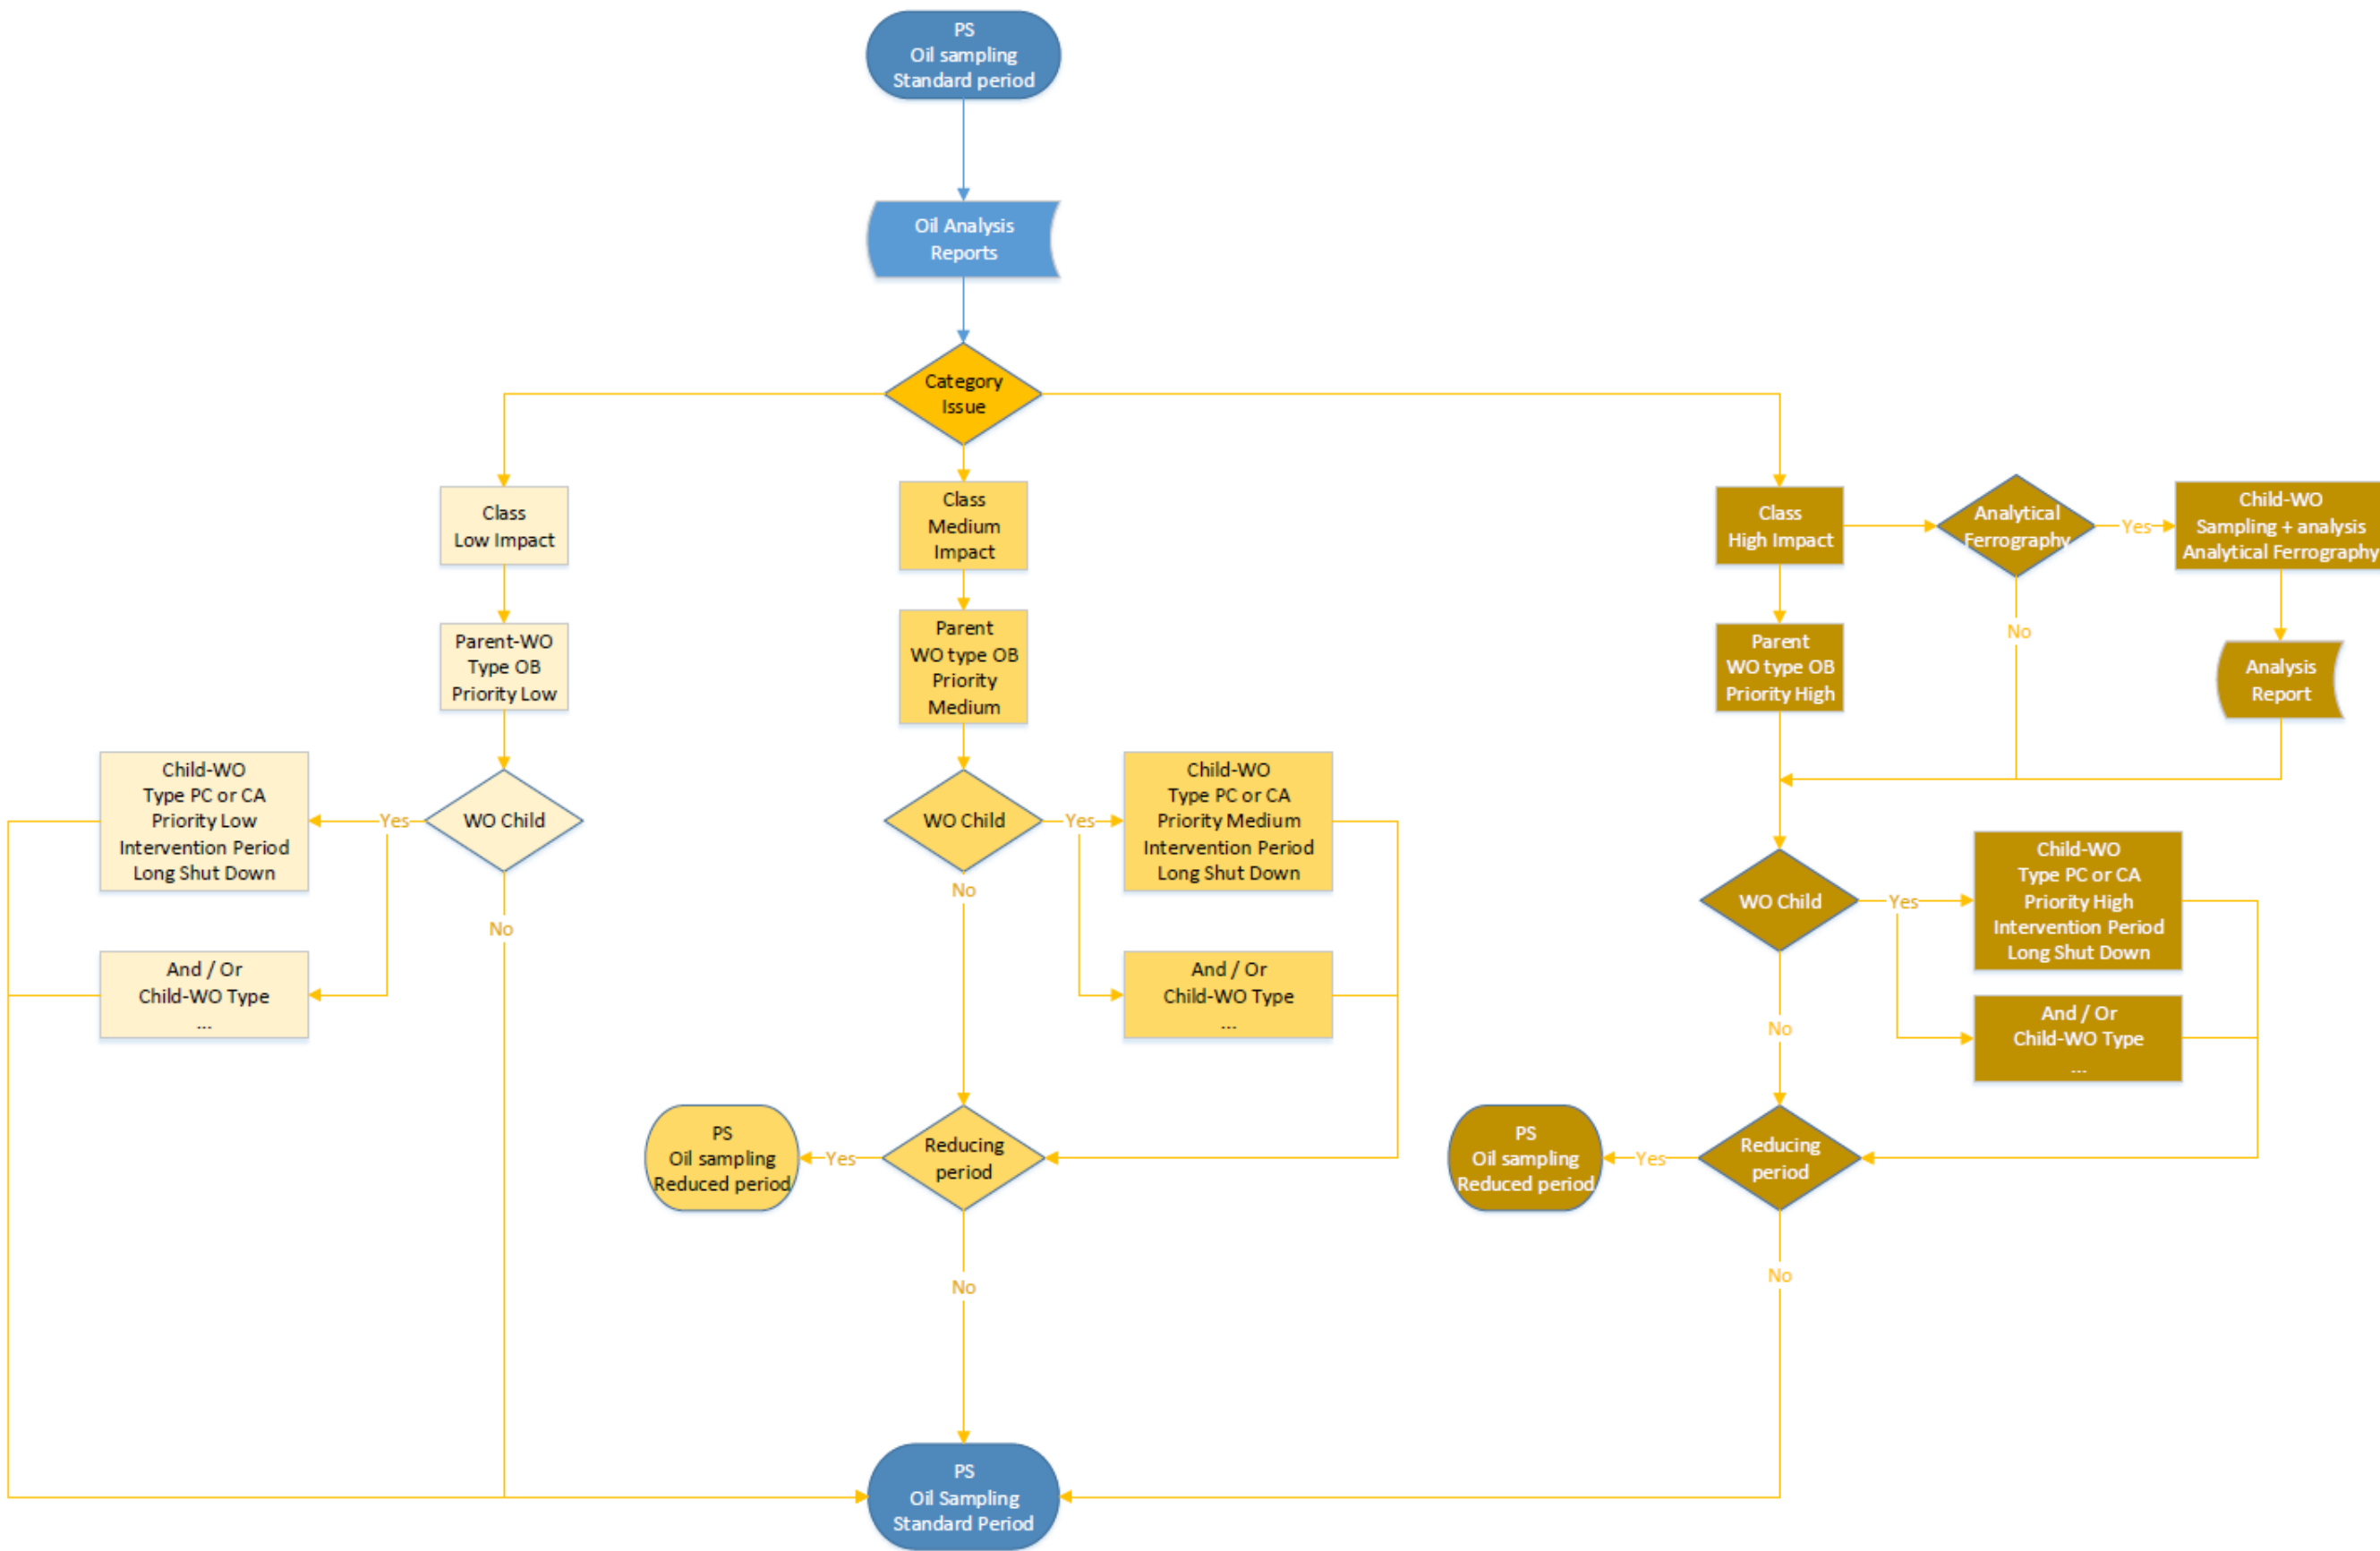 PS
Oil sampling
Standard period
Oil Analysis
Reports
Category
Issue
Class
Low Impact
Class
Medium
Impact
Class
High Impact
Analytical
Ferrography
Yes
Child-WO
Sampling + analysis
Analytical Ferrography
No
Parent-WO
Type OB
Priority Low
Parent
WO type OB
Priority
Medium
Parent
WO type OB
Priority High
Analysis
Report
Child-WO
Type PC or CA
Priority Low
Intervention Period
Long Shut Down
Yes
WO Child
No
And / Or
Child-WO Type
...
WO Child
Yes
Child-WO
Type PC or CA
Priority Medium
Intervention Period
Long Shut Down
No
And / Or
Child-WO Type
...
WO Child
Yes
Child-WO
Type PC or CA
Priority High
Intervention Period
Long Shut Down
No
And / Or
Child-WO Type
...
PS
Oil sampling
Reduced period
Yes
Reducing
period
No
PS
Oil sampling
Reduced period
Yes
Reducing
period
No
PS
Oil Sampling
Standard Period